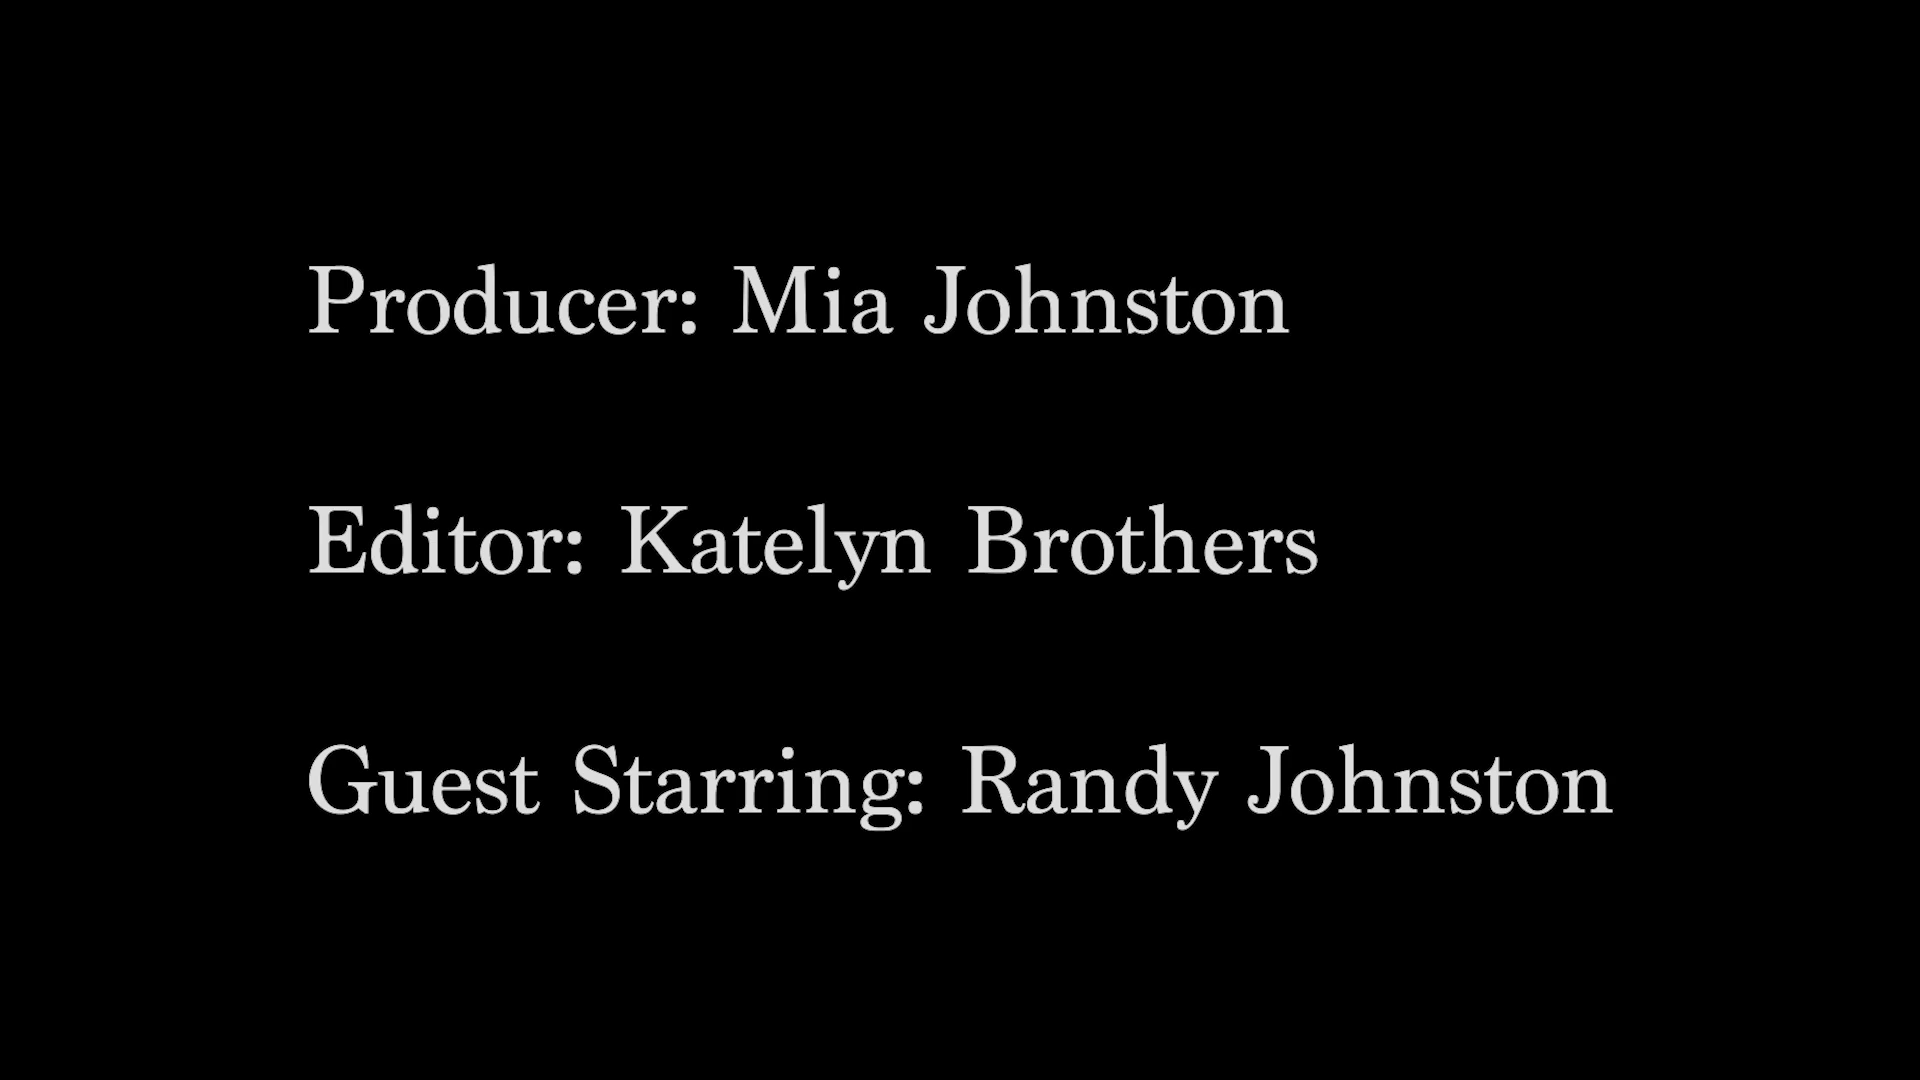 Producer: Mia Johnston
Editor: Katelyn Brothers
Guest Starring: Randy Johnston